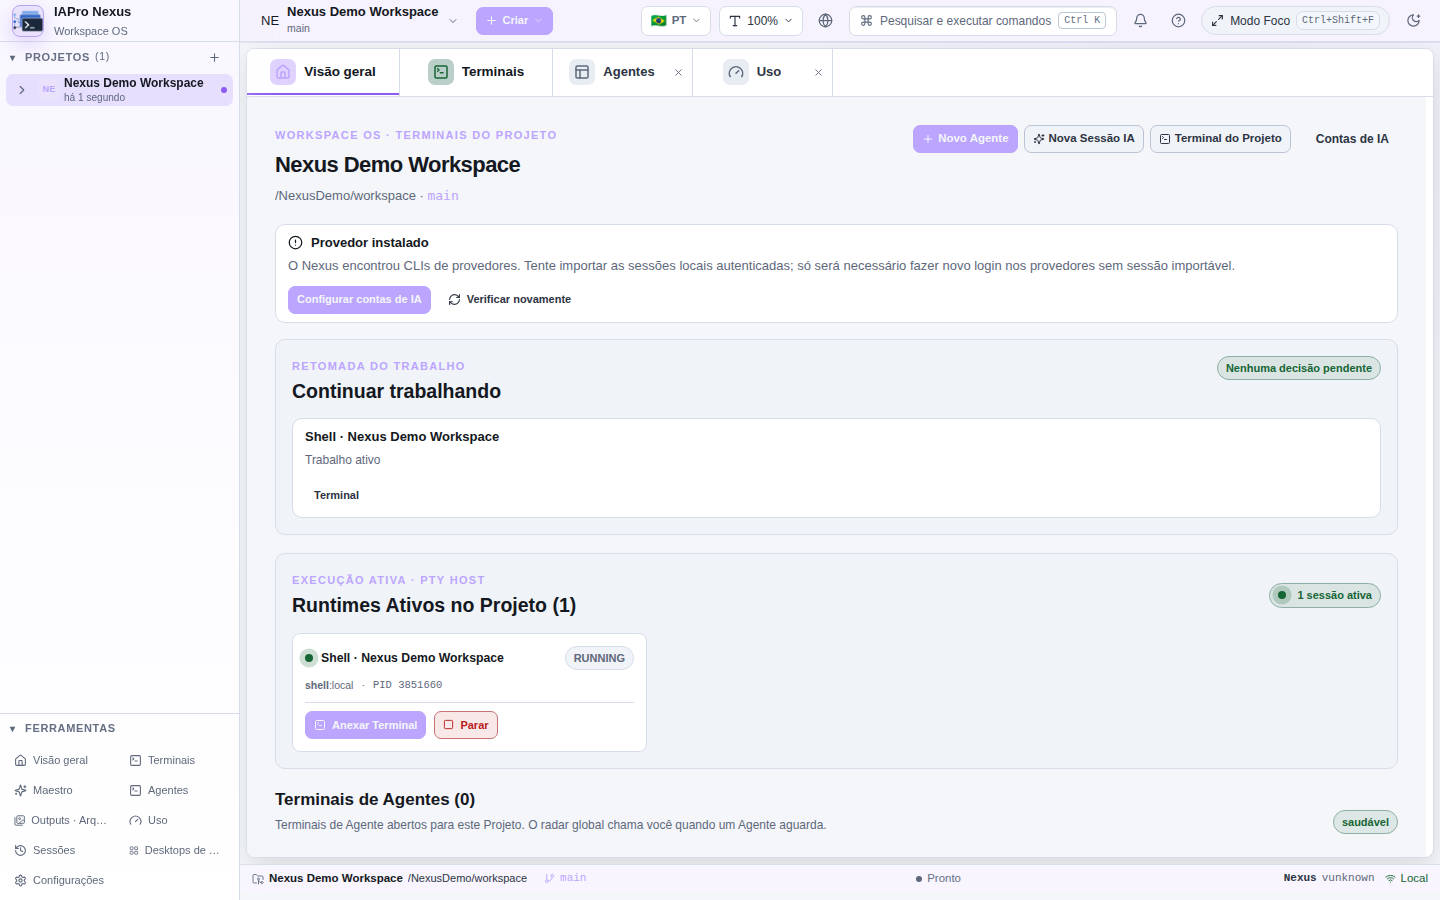 IAPro Nexus
Workspace OS
PROJETOS (1)
NE
Nexus Demo Workspace
há 1 segundo
FERRAMENTAS
Visão geral
Terminais
Maestro
Agentes
Outputs · Arq…
Uso
Sessões
Desktops de …
Configurações
NE
Nexus Demo Workspace
main
Criar
PT
100%
Pesquisar e executar comandos Ctrl K
Modo Foco Ctrl+Shift+F
Visão geral
Terminais
Agentes
Uso
WORKSPACE OS · TERMINAIS DO PROJETO
Nexus Demo Workspace
/NexusDemo/workspace · main
Novo Agente
Nova Sessão IA
Terminal do Projeto
Contas de IA
Provedor instalado
O Nexus encontrou CLIs de provedores. Tente importar as sessões locais autenticadas; só será necessário fazer novo login nos provedores sem sessão importável.
Configurar contas de IA
Verificar novamente
RETOMADA DO TRABALHO
Continuar trabalhando
Nenhuma decisão pendente
Shell · Nexus Demo Workspace
Trabalho ativo
Terminal
EXECUÇÃO ATIVA · PTY HOST
Runtimes Ativos no Projeto (1)
1 sessão ativa
Shell · Nexus Demo Workspace
RUNNING
shell:local · PID 3851660
Anexar Terminal
Parar
Terminais de Agentes (0)
Terminais de Agente abertos para este Projeto. O radar global chama você quando um Agente aguarda.
saudável
Nexus Demo Workspace /NexusDemo/workspace
main
Pronto
Nexus vunknown
Local